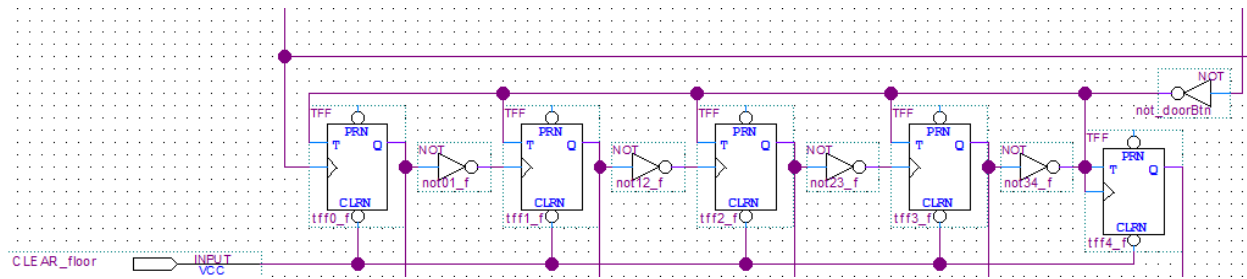 NOT
not_doorBtn
TFF
PRN
T Q
CLRN
tff0_f
NOT
not01_f
TFF
PRN
T Q
CLRN
tff1_f
NOT
not12_f
TFF
PRN
T Q
CLRN
tff2_f
NOT
not23_f
TFF
PRN
T Q
CLRN
tff3_f
NOT
not34_f
TFF
PRN
T Q
CLRN
tff4_f
CLEAR_floor
INPUT
VCC